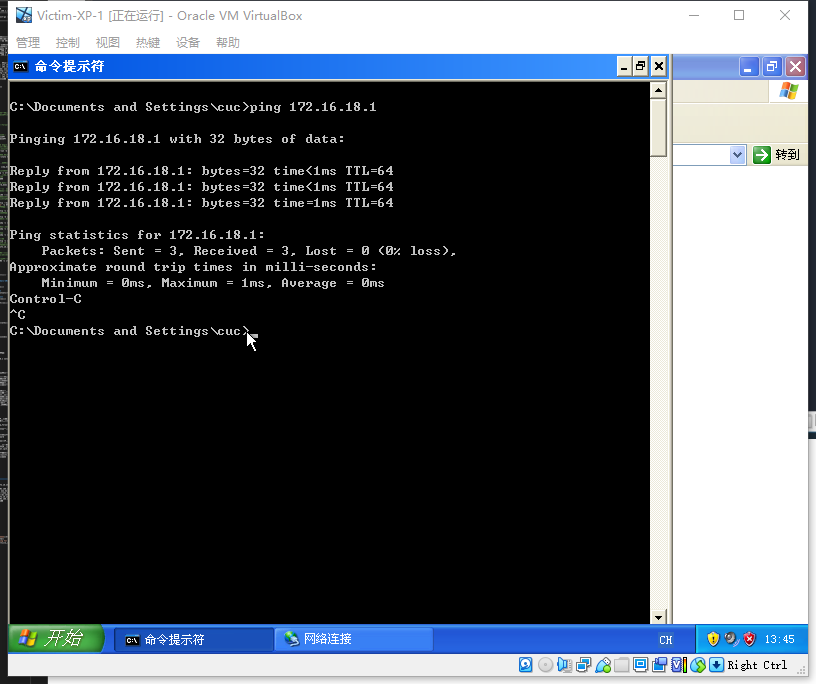 Victim-XP-1 [正在运行] - Oracle VM VirtualBox
管理 控制 视图 热键 设备 帮助
命令提示符
C:\Documents and Settings\cuc>ping 172.16.18.1
Pinging 172.16.18.1 with 32 bytes of data:
Reply from 172.16.18.1: bytes=32 time<1ms TTL=64
Reply from 172.16.18.1: bytes=32 time<1ms TTL=64
Reply from 172.16.18.1: bytes=32 time=1ms TTL=64
Ping statistics for 172.16.18.1:
Packets: Sent = 3, Received = 3, Lost = 0 (0% loss),
Approximate round trip times in milli-seconds:
Minimum = 0ms, Maximum = 1ms, Average = 0ms
Control-C
^C
C:\Documents and Settings\cuc>
转到
开始 命令提示符 网络连接 CH 13:45
Right Ctrl